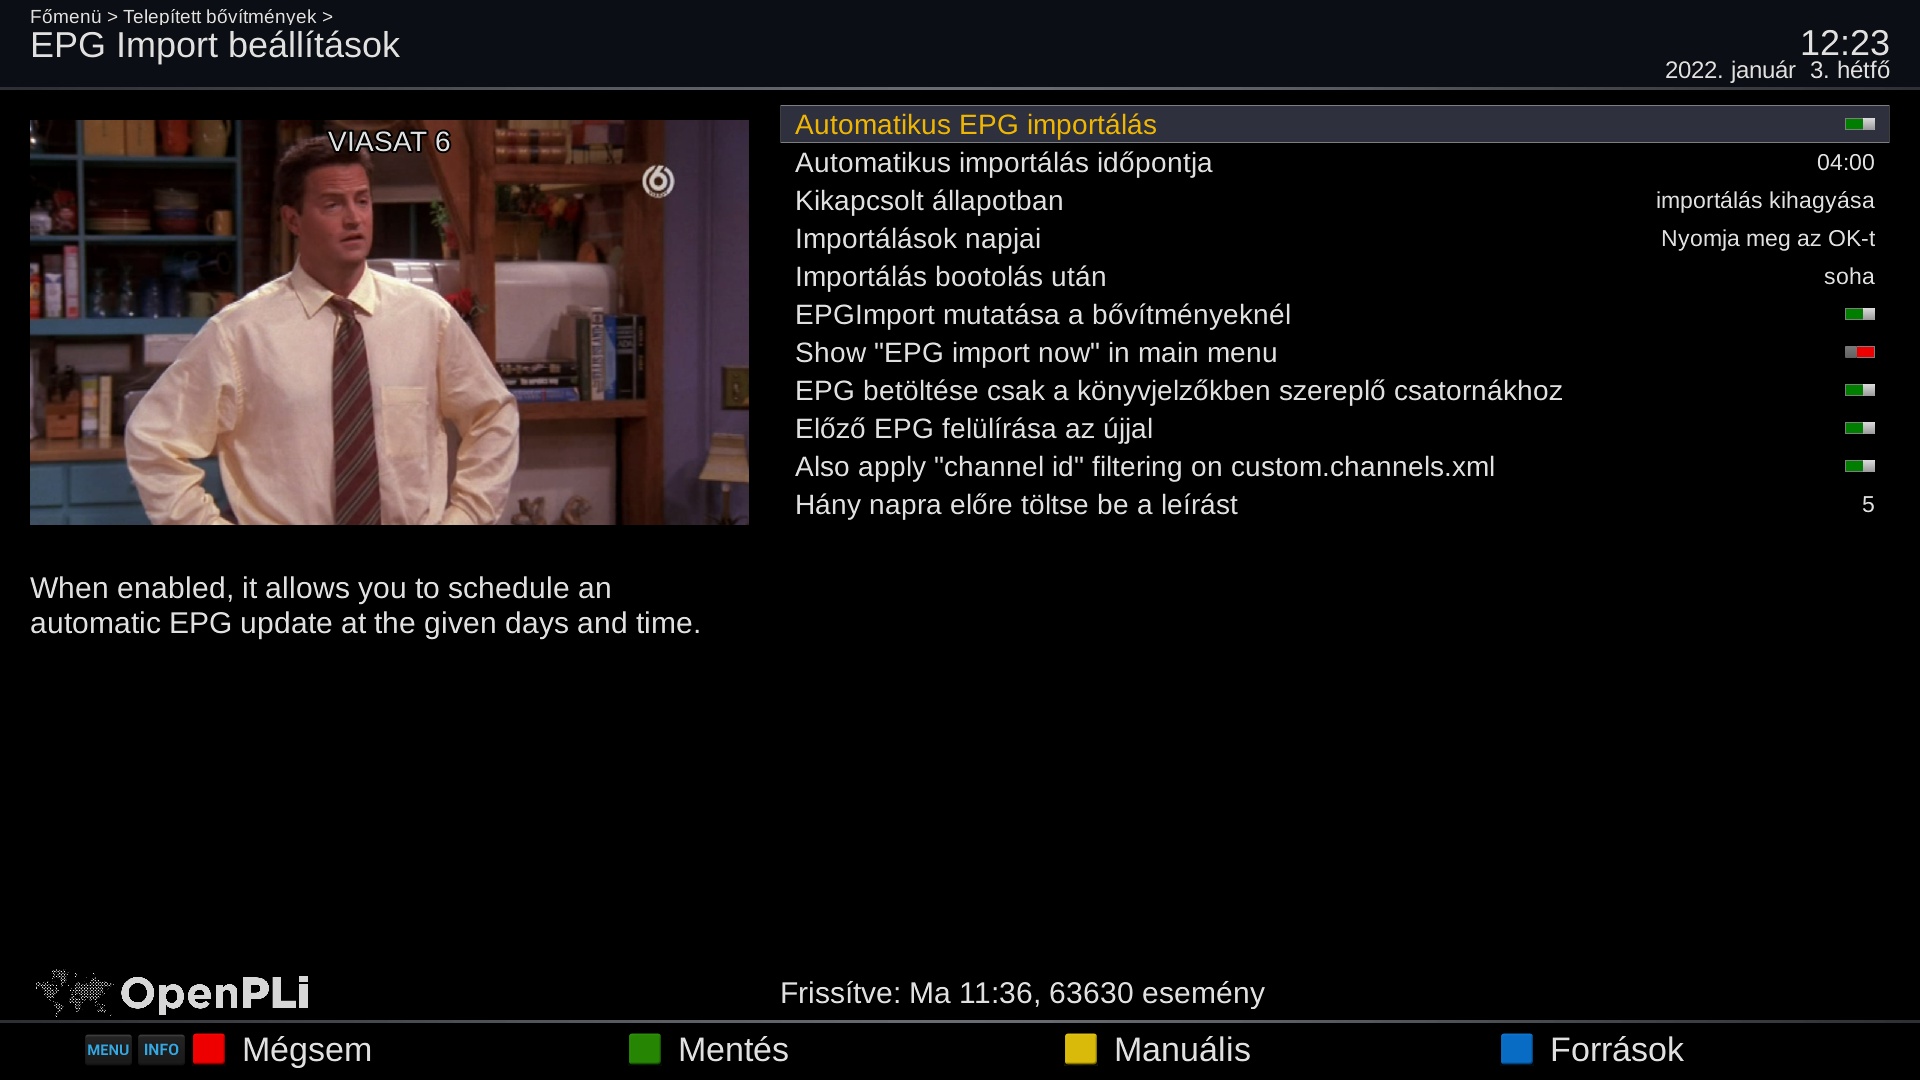 Főmenü > Telepített bővítmények >
EPG Import beállítások
12:23
2022. január  3. hétfő
VIASAT 6
6
Automatikus EPG importálás
Automatikus importálás időpontja 04:00
Kikapcsolt állapotban importálás kihagyása
Importálások napjai Nyomja meg az OK-t
Importálás bootolás után soha
EPGImport mutatása a bővítményeknél
Show "EPG import now" in main menu
EPG betöltése csak a könyvjelzőkben szereplő csatornákhoz
Előző EPG felülírása az újjal
Also apply "channel id" filtering on custom.channels.xml
Hány napra előre töltse be a leírást 5
When enabled, it allows you to schedule an
automatic EPG update at the given days and time.
OpenPLi
Frissítve: Ma 11:36, 63630 esemény
MENU INFO Mégsem Mentés Manuális Források